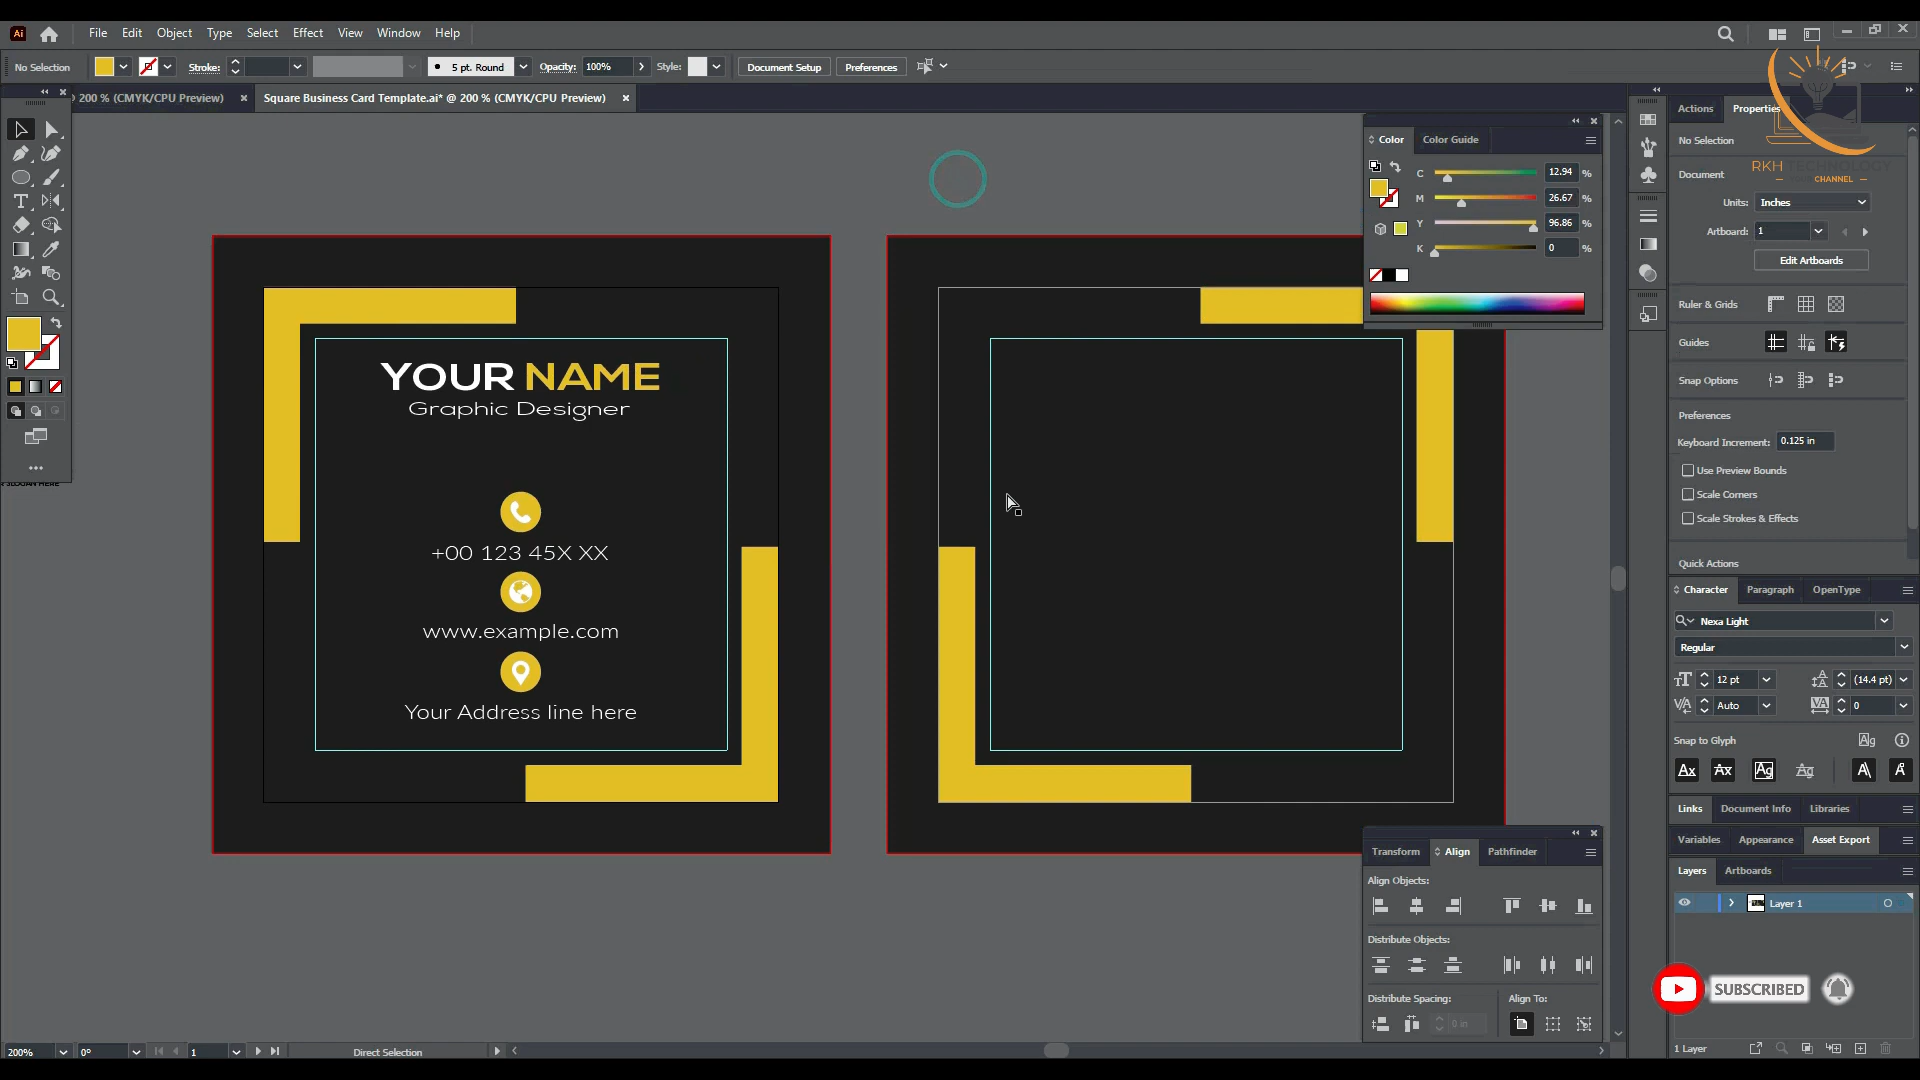 File Edit Object Type Select Effect View Window Help
No Selection Stroke: 5 pt. Round Opacity: 100% Style: Document Setup Preferences
200 % (CMYK/CPU Preview) Square Business Card Template.ai* @ 200 % (CMYK/CPU Preview)
Color Color Guide
C 12.94 %
M 26.67 %
Y 96.86 %
K 0 %
Actions Properties
No Selection
RKH TECHNOLOGY
CHANNEL
Document
Units: Inches
Artboard: 1
Edit Artboards
Ruler & Grids
Guides
Snap Options
Preferences
Keyboard Increment: 0.125 in
Use Preview Bounds
Scale Corners
Scale Strokes & Effects
Quick Actions
YOUR NAME
Graphic Designer
+00 123 45X XX
www.example.com
Your Address line here
SLOGAN HERE
Character Paragraph OpenType
Nexa Light
Regular
12 pt (14.4 pt)
Auto 0
Snap to Glyph
Links Document Info Libraries
Variables Appearance Asset Export
Layers Artboards
Layer 1
Transform Align Pathfinder
Align Objects:
Distribute Objects:
Distribute Spacing: Align To:
0 in
SUBSCRIBED
1 Layer
200% 0° 1 Direct Selection